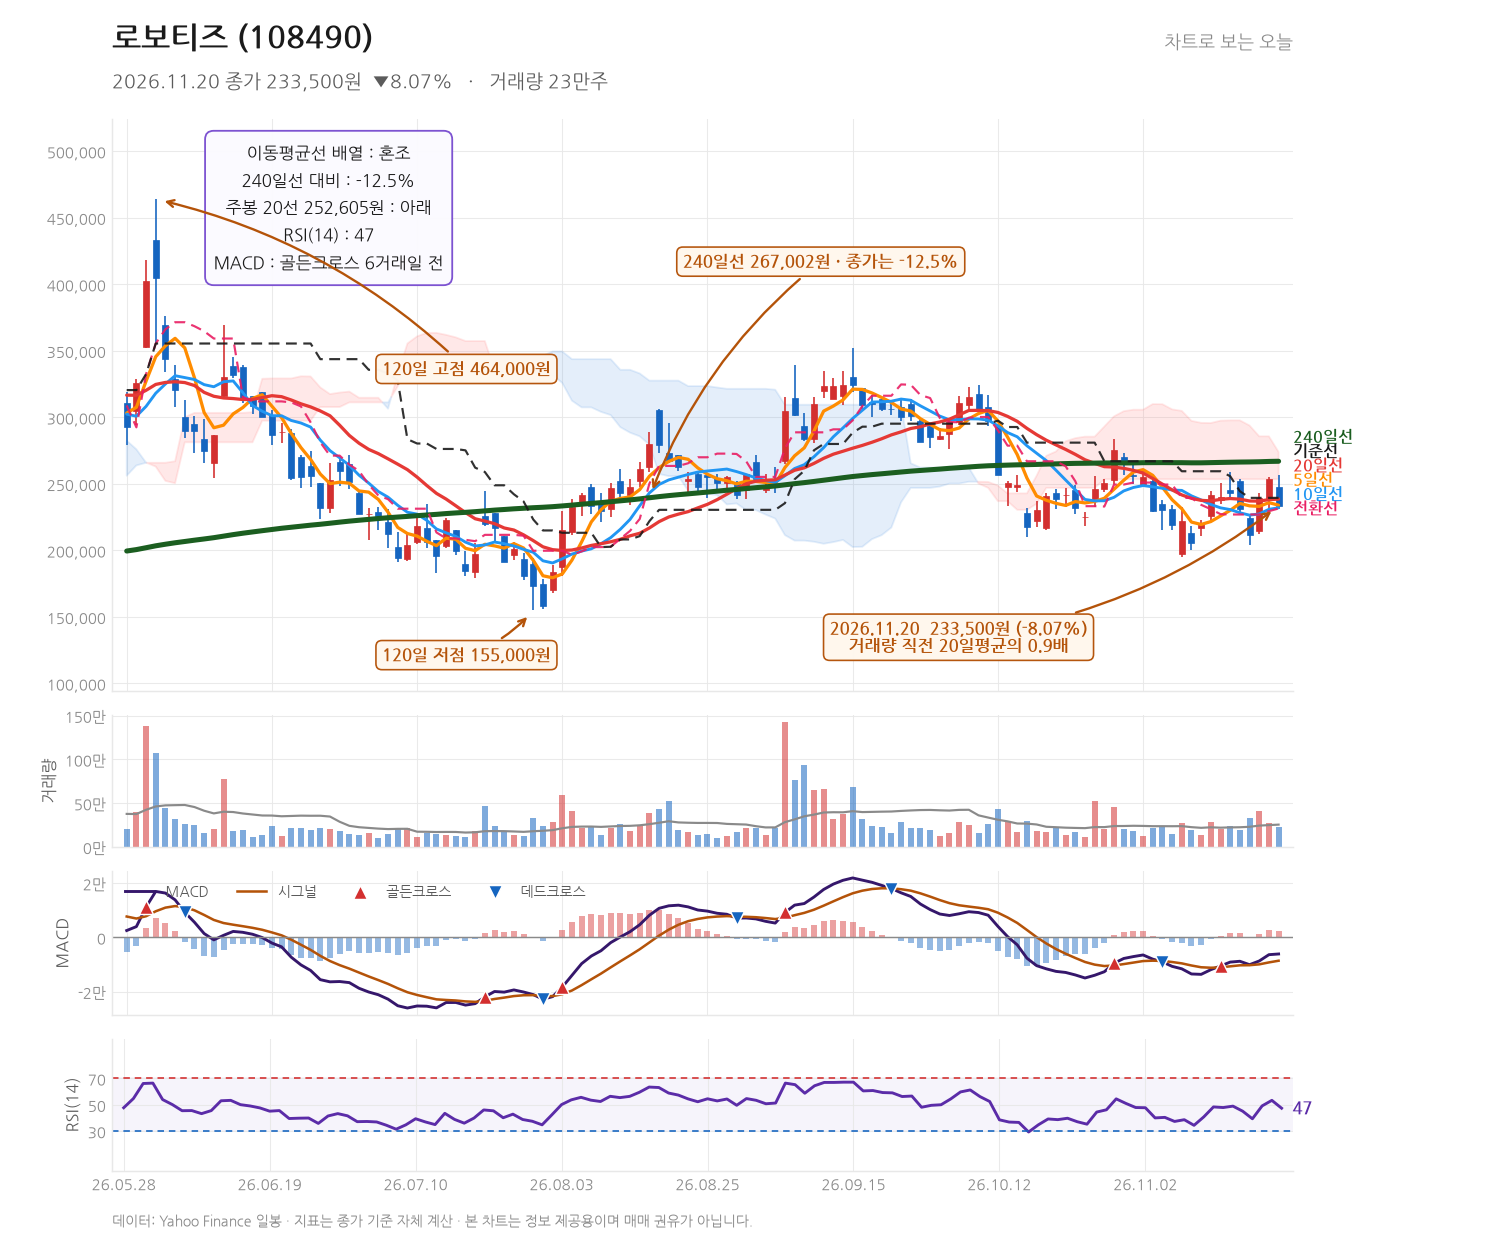 로보티즈 (108490)
차트로 보는 오늘
2026.11.20 종가 233,500원 ▼8.07% · 거래량 23만주
500,000
450,000
400,000
350,000
300,000
250,000
200,000
150,000
100,000
이동평균선 배열 : 혼조
240일선 대비 : -12.5%
주봉 20선 252,605원 : 아래
RSI(14) : 47
MACD : 골든크로스 6거래일 전
240일선 267,002원 · 종가는 -12.5%
120일 고점 464,000원
120일 저점 155,000원
2026.11.20 233,500원 (-8.07%)
거래량 직전 20일평균의 0.9배
240일선
기준선
20일선
5일선
10일선
전환선
거래량
150만
100만
50만
0만
MACD
2만
0
-2만
MACD
시그널
골든크로스
데드크로스
RSI(14)
70
50
30
47
26.05.28
26.06.19
26.07.10
26.08.03
26.08.25
26.09.15
26.10.12
26.11.02
데이터: Yahoo Finance 일봉 · 지표는 종가 기준 자체 계산 · 본 차트는 정보 제공용이며 매매 권유가 아닙니다.